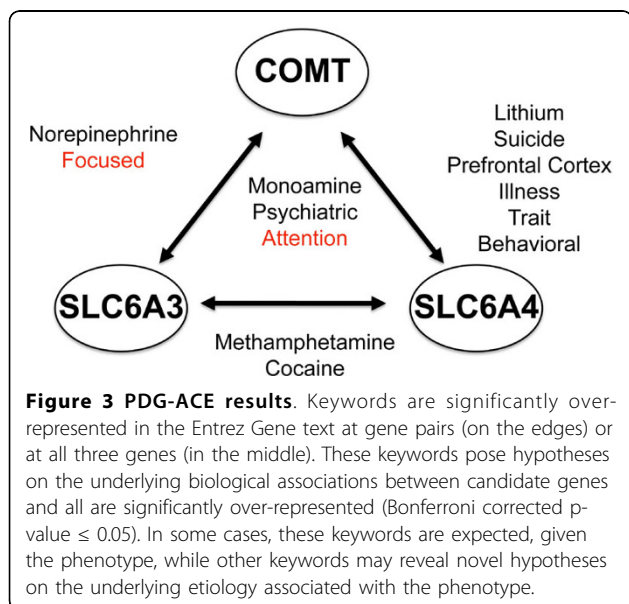 COMT
Norepinephrine
Focused
Lithium
Suicide
Prefrontal Cortex
Illness
Trait
Behavioral
Monoamine
Psychiatric
Attention
SLC6A3
SLC6A4
Methamphetamine
Cocaine
Figure 3 PDG-ACE results. Keywords are significantly over-
represented in the Entrez Gene text at gene pairs (on the edges) or
at all three genes (in the middle). These keywords pose hypotheses
on the underlying biological associations between candidate genes
and all are significantly over-represented (Bonferroni corrected p-
value ≤ 0.05). In some cases, these keywords are expected, given
the phenotype, while other keywords may reveal novel hypotheses
on the underlying etiology associated with the phenotype.